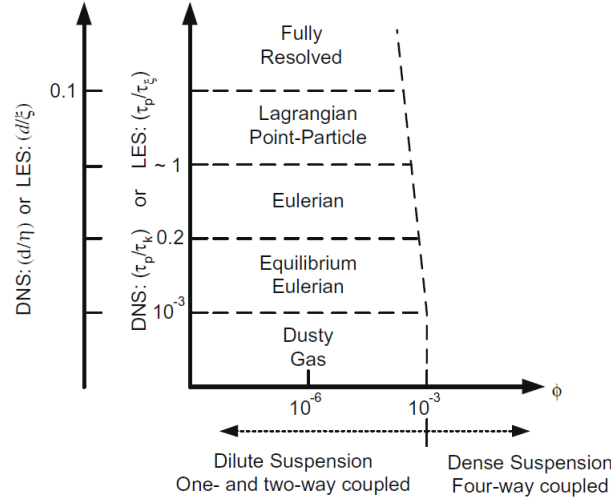 DNS: (d/η) or LES: (d/ξ)
0.1
DNS: (τp/τk) or LES: (τp/τξ)
~ 1
0.2
10⁻³
Fully
Resolved
Lagrangian
Point-Particle
Eulerian
Equilibrium
Eulerian
Dusty
Gas
10⁻⁶
10⁻³
ϕ
Dilute Suspension
One- and two-way coupled
Dense Suspension
Four-way coupled